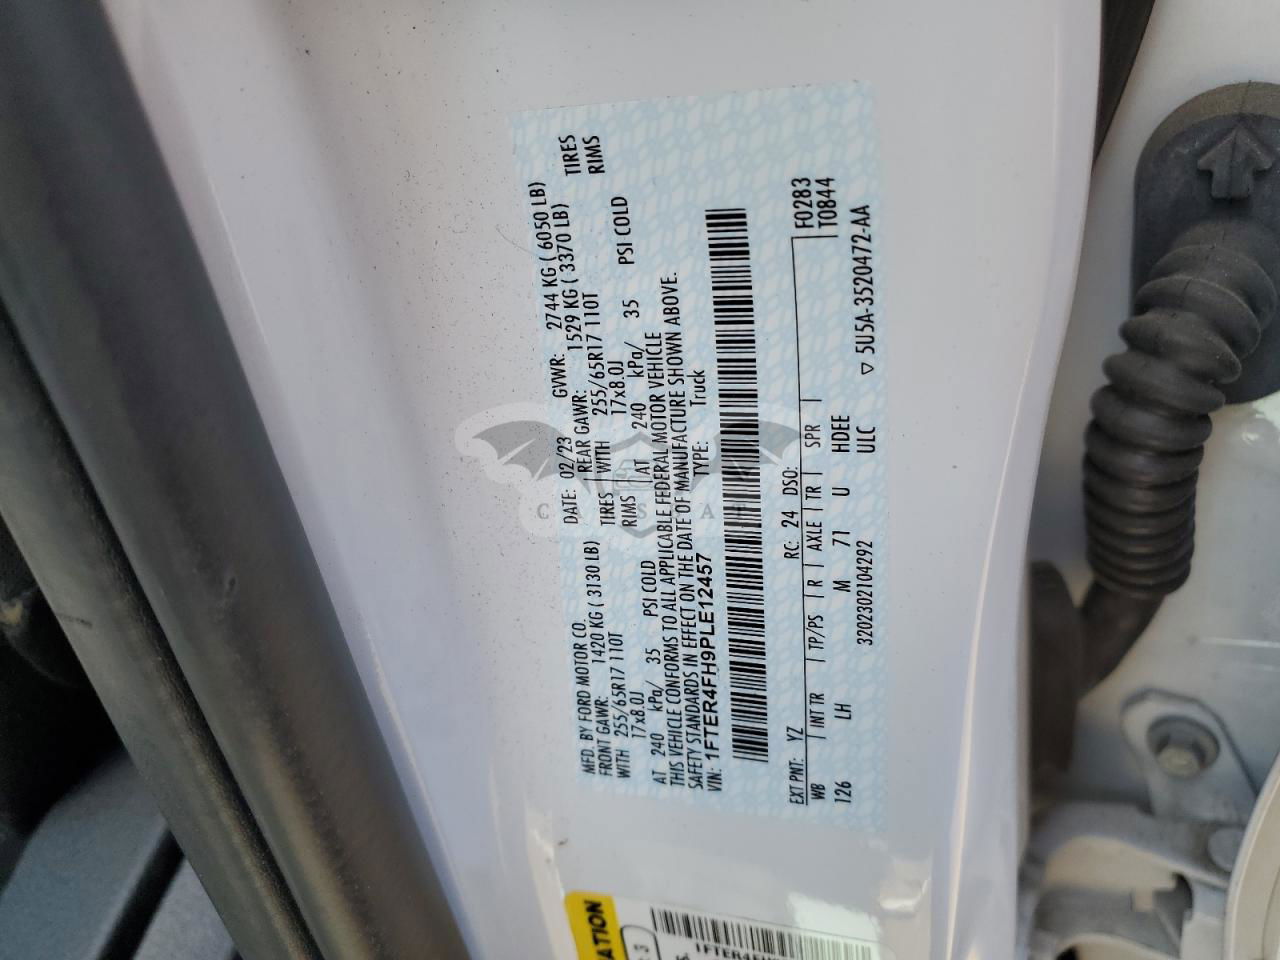 MFD. BY FORD MOTOR CO.
DATE: 02/23 GVWR: 2744 KG ( 6050 LB)
FRONT GAWR: 1420 KG ( 3130 LB) REAR GAWR: 1529 KG ( 3370 LB)
WITH 255/65R17 110T TIRES WITH 255/65R17 110T TIRES
17x8.0J RIMS 17x8.0J RIMS
AT 240 kPa/ 35 PSI COLD AT 240 kPa/ 35 PSI COLD
THIS VEHICLE CONFORMS TO ALL APPLICABLE FEDERAL MOTOR VEHICLE
SAFETY STANDARDS IN EFFECT ON THE DATE OF MANUFACTURE SHOWN ABOVE.
VIN: 1FTER4FH9PLE12457 TYPE: Truck
F0283
EXT PNT: YZ RC: 24 DSO: T0844
WB INT TR TP/PS R AXLE TR SPR
126 LH M 71 U HDEE
3202302104292 ULC ▽ 5U5A-3520472-AA
CARSCAT